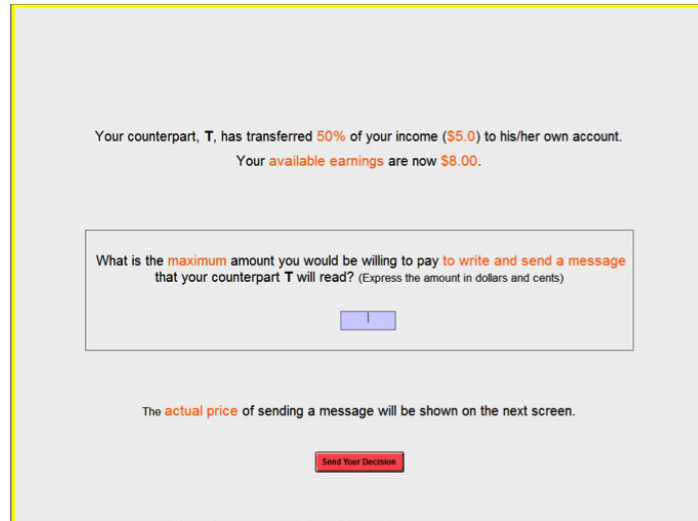 Your counterpart, T, has transferred 50% of your income ($5.0) to his/her own account.
Your available earnings are now $8.00.
What is the maximum amount you would be willing to pay to write and send a message
that your counterpart T will read? (Express the amount in dollars and cents)
The actual price of sending a message will be shown on the next screen.
Send Your Decision